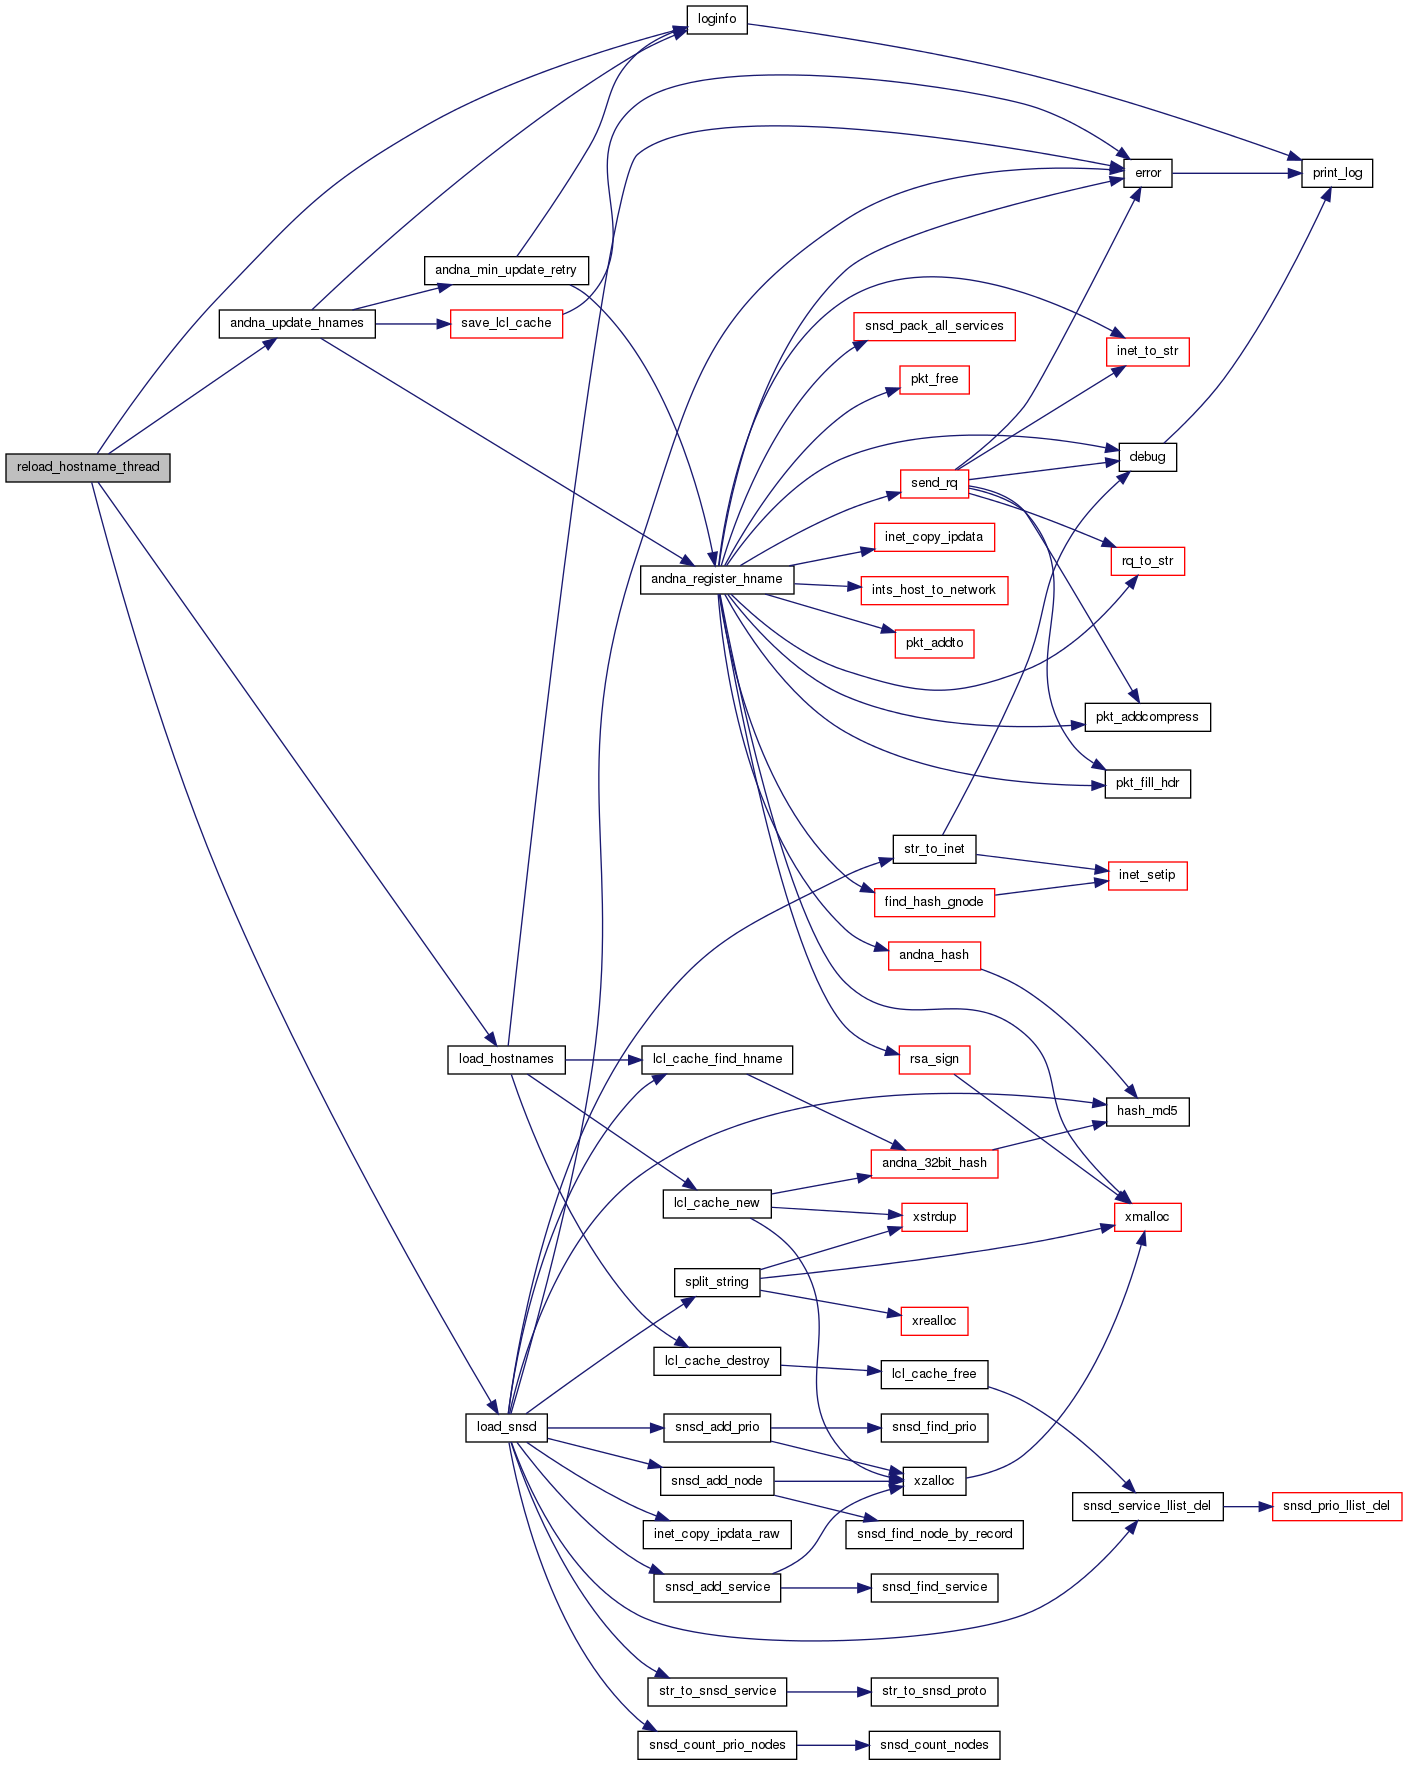 loginfo
error
print_log
andna_min_update_retry
andna_update_hnames
save_lcl_cache
snsd_pack_all_services
inet_to_str
pkt_free
reload_hostname_thread
debug
send_rq
inet_copy_ipdata
rq_to_str
andna_register_hname
ints_host_to_network
pkt_addto
pkt_addcompress
pkt_fill_hdr
str_to_inet
inet_setip
find_hash_gnode
andna_hash
load_hostnames
lcl_cache_find_hname
rsa_sign
hash_md5
andna_32bit_hash
lcl_cache_new
xstrdup
xmalloc
split_string
xrealloc
lcl_cache_destroy
lcl_cache_free
load_snsd
snsd_add_prio
snsd_find_prio
snsd_add_node
xzalloc
snsd_service_llist_del
snsd_prio_llist_del
inet_copy_ipdata_raw
snsd_find_node_by_record
snsd_add_service
snsd_find_service
str_to_snsd_service
str_to_snsd_proto
snsd_count_prio_nodes
snsd_count_nodes